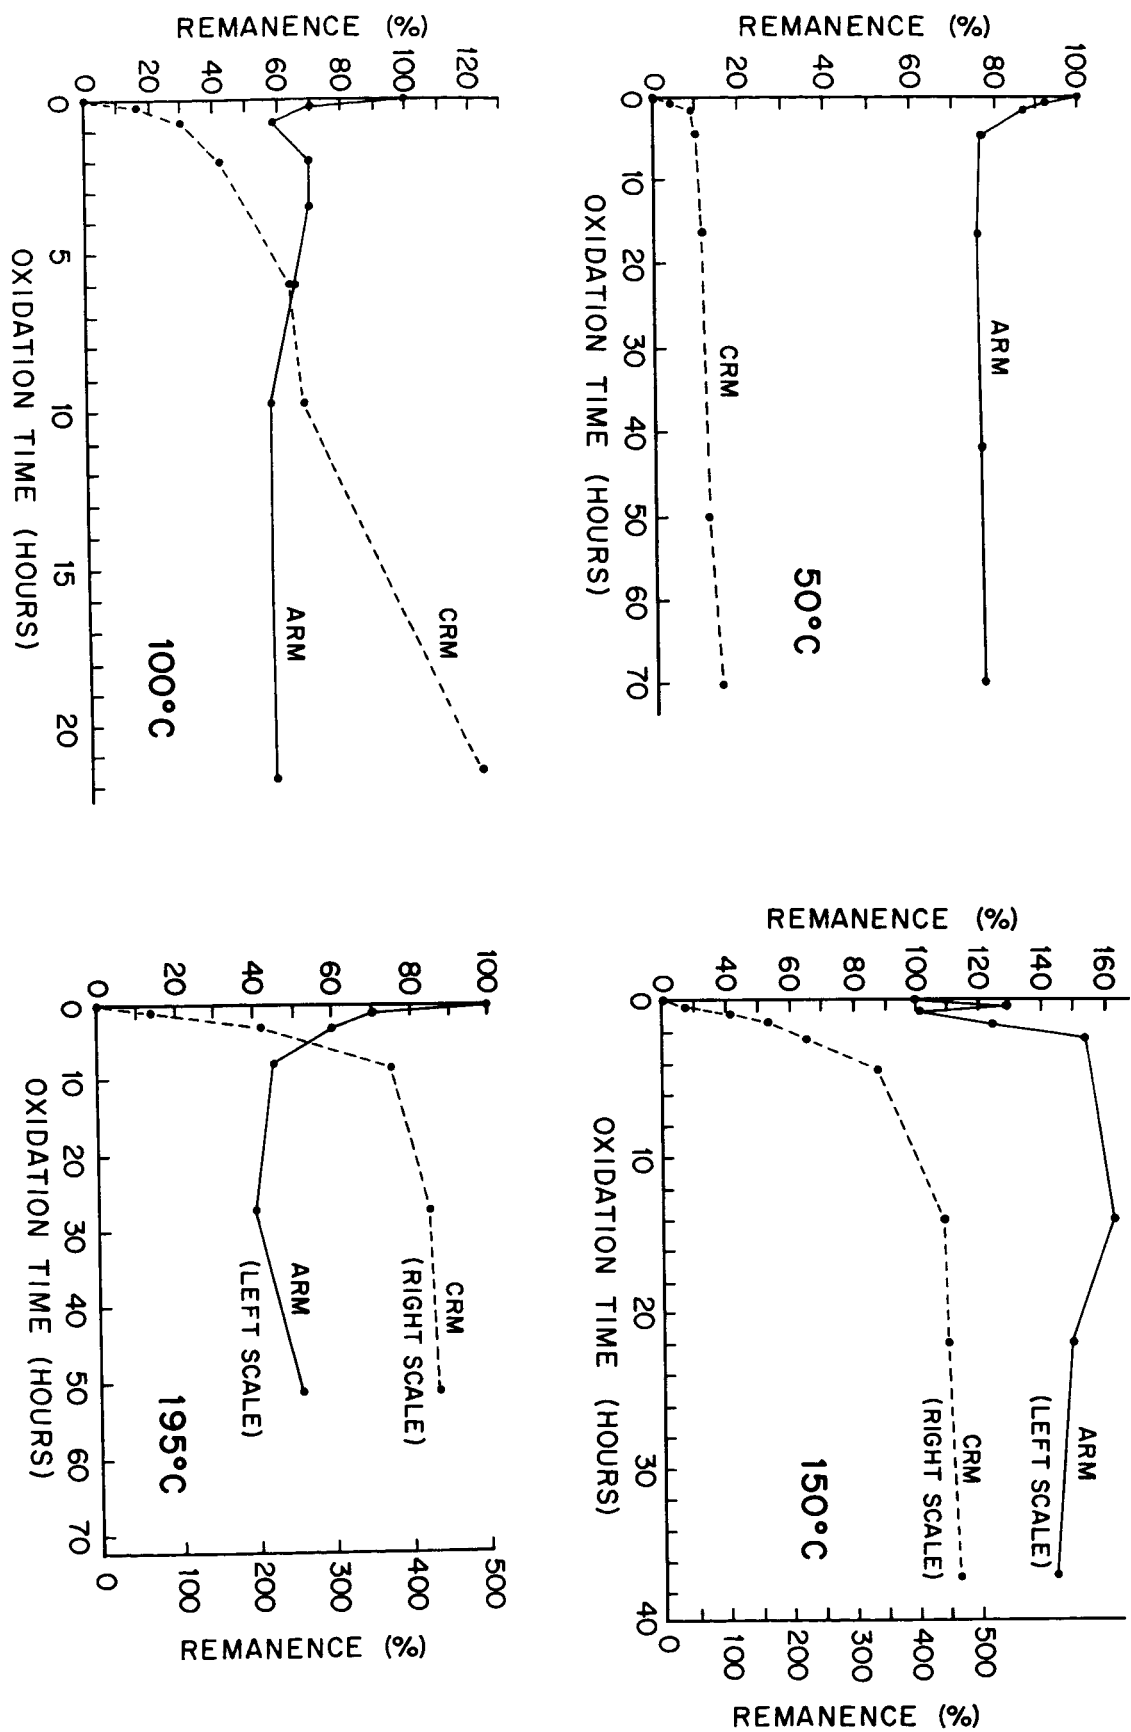 REMANENCE (%)
0 20 40 60 80 100
0 10 20 30 40 50 60 70
OXIDATION TIME (HOURS)
ARM
CRM
50°C
REMANENCE (%)
0 40 80 100 120 140 160
0 10 20 30 40
OXIDATION TIME (HOURS)
ARM
(LEFT SCALE)
CRM
(RIGHT SCALE)
150°C
0 100 200 300 400 500
REMANENCE (%)
REMANENCE (%)
0 20 40 60 80 100 120
0 5 10 15 20
OXIDATION TIME (HOURS)
CRM
ARM
100°C
REMANENCE (%)
0 20 40 60 80 100
0 10 20 30 40 50 60 70
OXIDATION TIME (HOURS)
CRM
(RIGHT SCALE)
ARM
(LEFT SCALE)
195°C
0 100 200 300 400 500
REMANENCE (%)